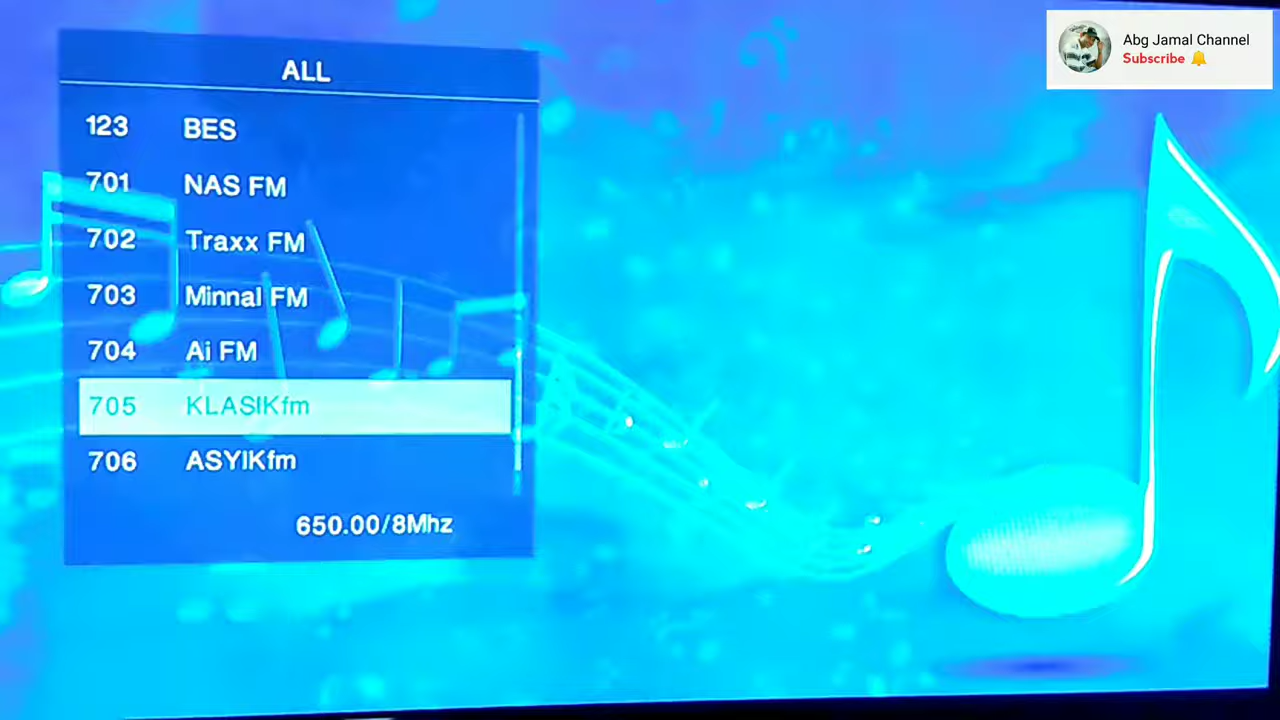 ALL
123 BES
701 NAS FM
702 Traxx FM
703 Minnal FM
704 Ai FM
705 KLASIKfm
706 ASYIKfm
650.00/8Mhz
Abg Jamal Channel
Subscribe